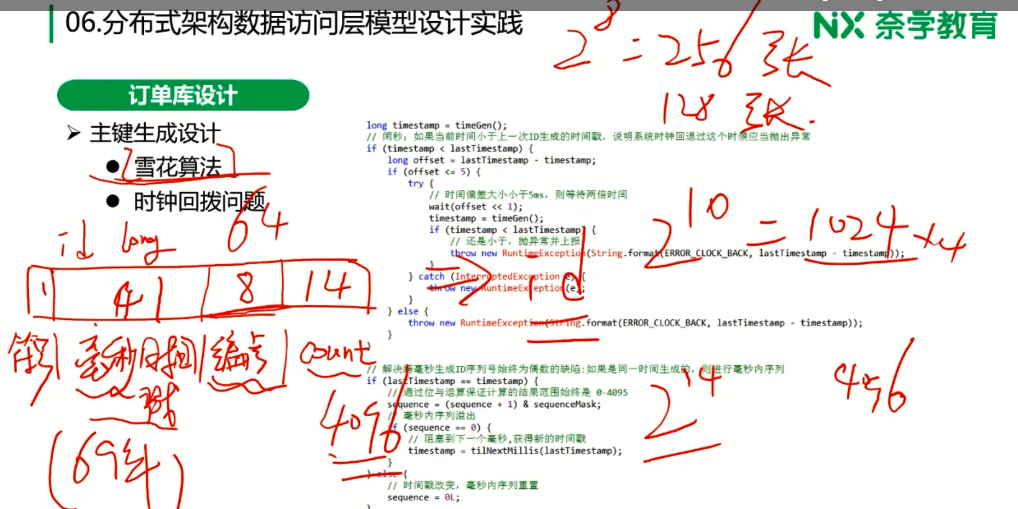 06.分布式架构数据访问层模型设计实践
NX 奈学教育
2^8 = 256张
128张
订单库设计
主键生成设计
雪花算法
时钟回拨问题
id long 64
1 41 8 14
符号 毫秒时间戳 编号 count
(69年)
4096
long timestamp = timeGen();
// 闰秒：如果当前时间小于上一次ID生成的时间戳，说明系统时钟回退过这个时候应当抛出异常
if (timestamp < lastTimestamp) {
long offset = lastTimestamp - timestamp;
if (offset <= 5) {
try {
// 时间偏差大小小于5ms，则等待两倍时间
wait(offset << 1);
timestamp = timeGen();
if (timestamp < lastTimestamp) {
// 还是小于，抛异常并上报
throw new RuntimeException(String.format(ERROR_CLOCK_BACK, lastTimestamp - timestamp));
}
} catch (InterruptedException e) {
throw new RuntimeException(e);
}
} else {
throw new RuntimeException(String.format(ERROR_CLOCK_BACK, lastTimestamp - timestamp));
}
}
// 解决跨毫秒生成ID序列号始终为偶数的缺陷:如果是同一时间生成的，则进行毫秒内序列
if (lastTimestamp == timestamp) {
// 通过位与运算保证计算的结果范围始终是 0-4095
sequence = (sequence + 1) & sequenceMask;
// 毫秒内序列溢出
if (sequence == 0) {
// 阻塞到下一个毫秒,获得新的时间戳
timestamp = tilNextMillis(lastTimestamp);
}
} else {
// 时间戳改变，毫秒内序列重置
sequence = 0L;
}
2^10 = 1024 ×4
id
2^14
4096